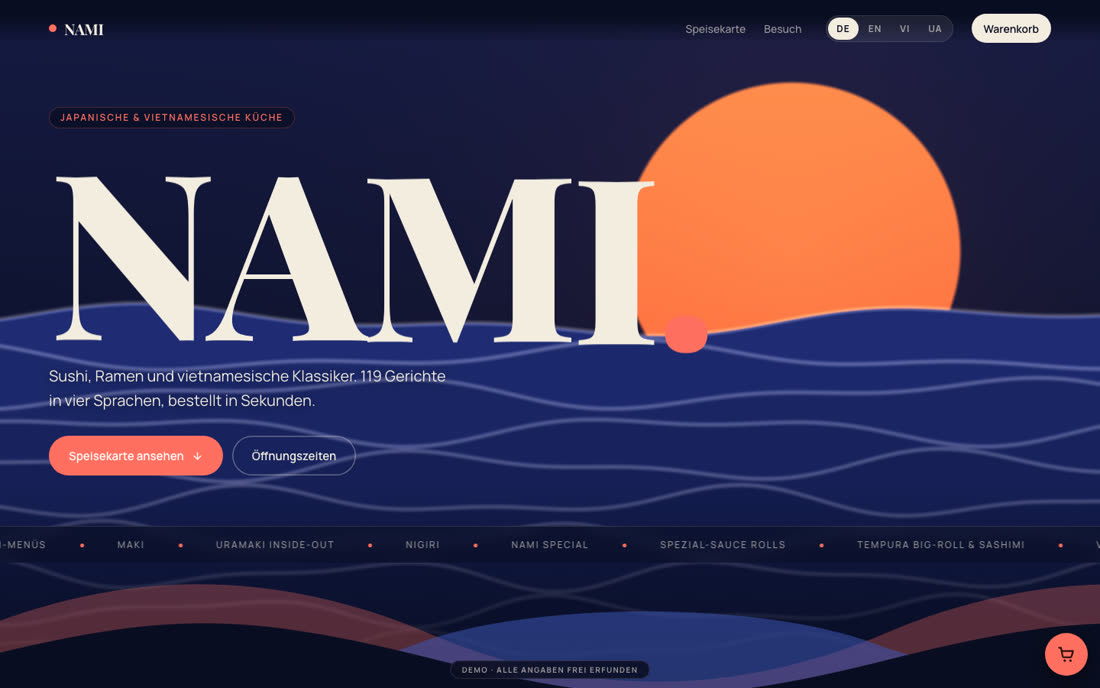 NAMI
Speisekarte
Besuch
DE
EN
VI
UA
Warenkorb
JAPANISCHE & VIETNAMESISCHE KÜCHE
NAMI.
Sushi, Ramen und vietnamesische Klassiker. 119 Gerichte
in vier Sprachen, bestellt in Sekunden.
Speisekarte ansehen ↓
Öffnungszeiten
-MENÜS • MAKI • URAMAKI INSIDE-OUT • NIGIRI • NAMI SPECIAL • SPEZIAL-SAUCE ROLLS • TEMPURA BIG-ROLL & SASHIMI •
DEMO · ALLE ANGABEN FREI ERFUNDEN